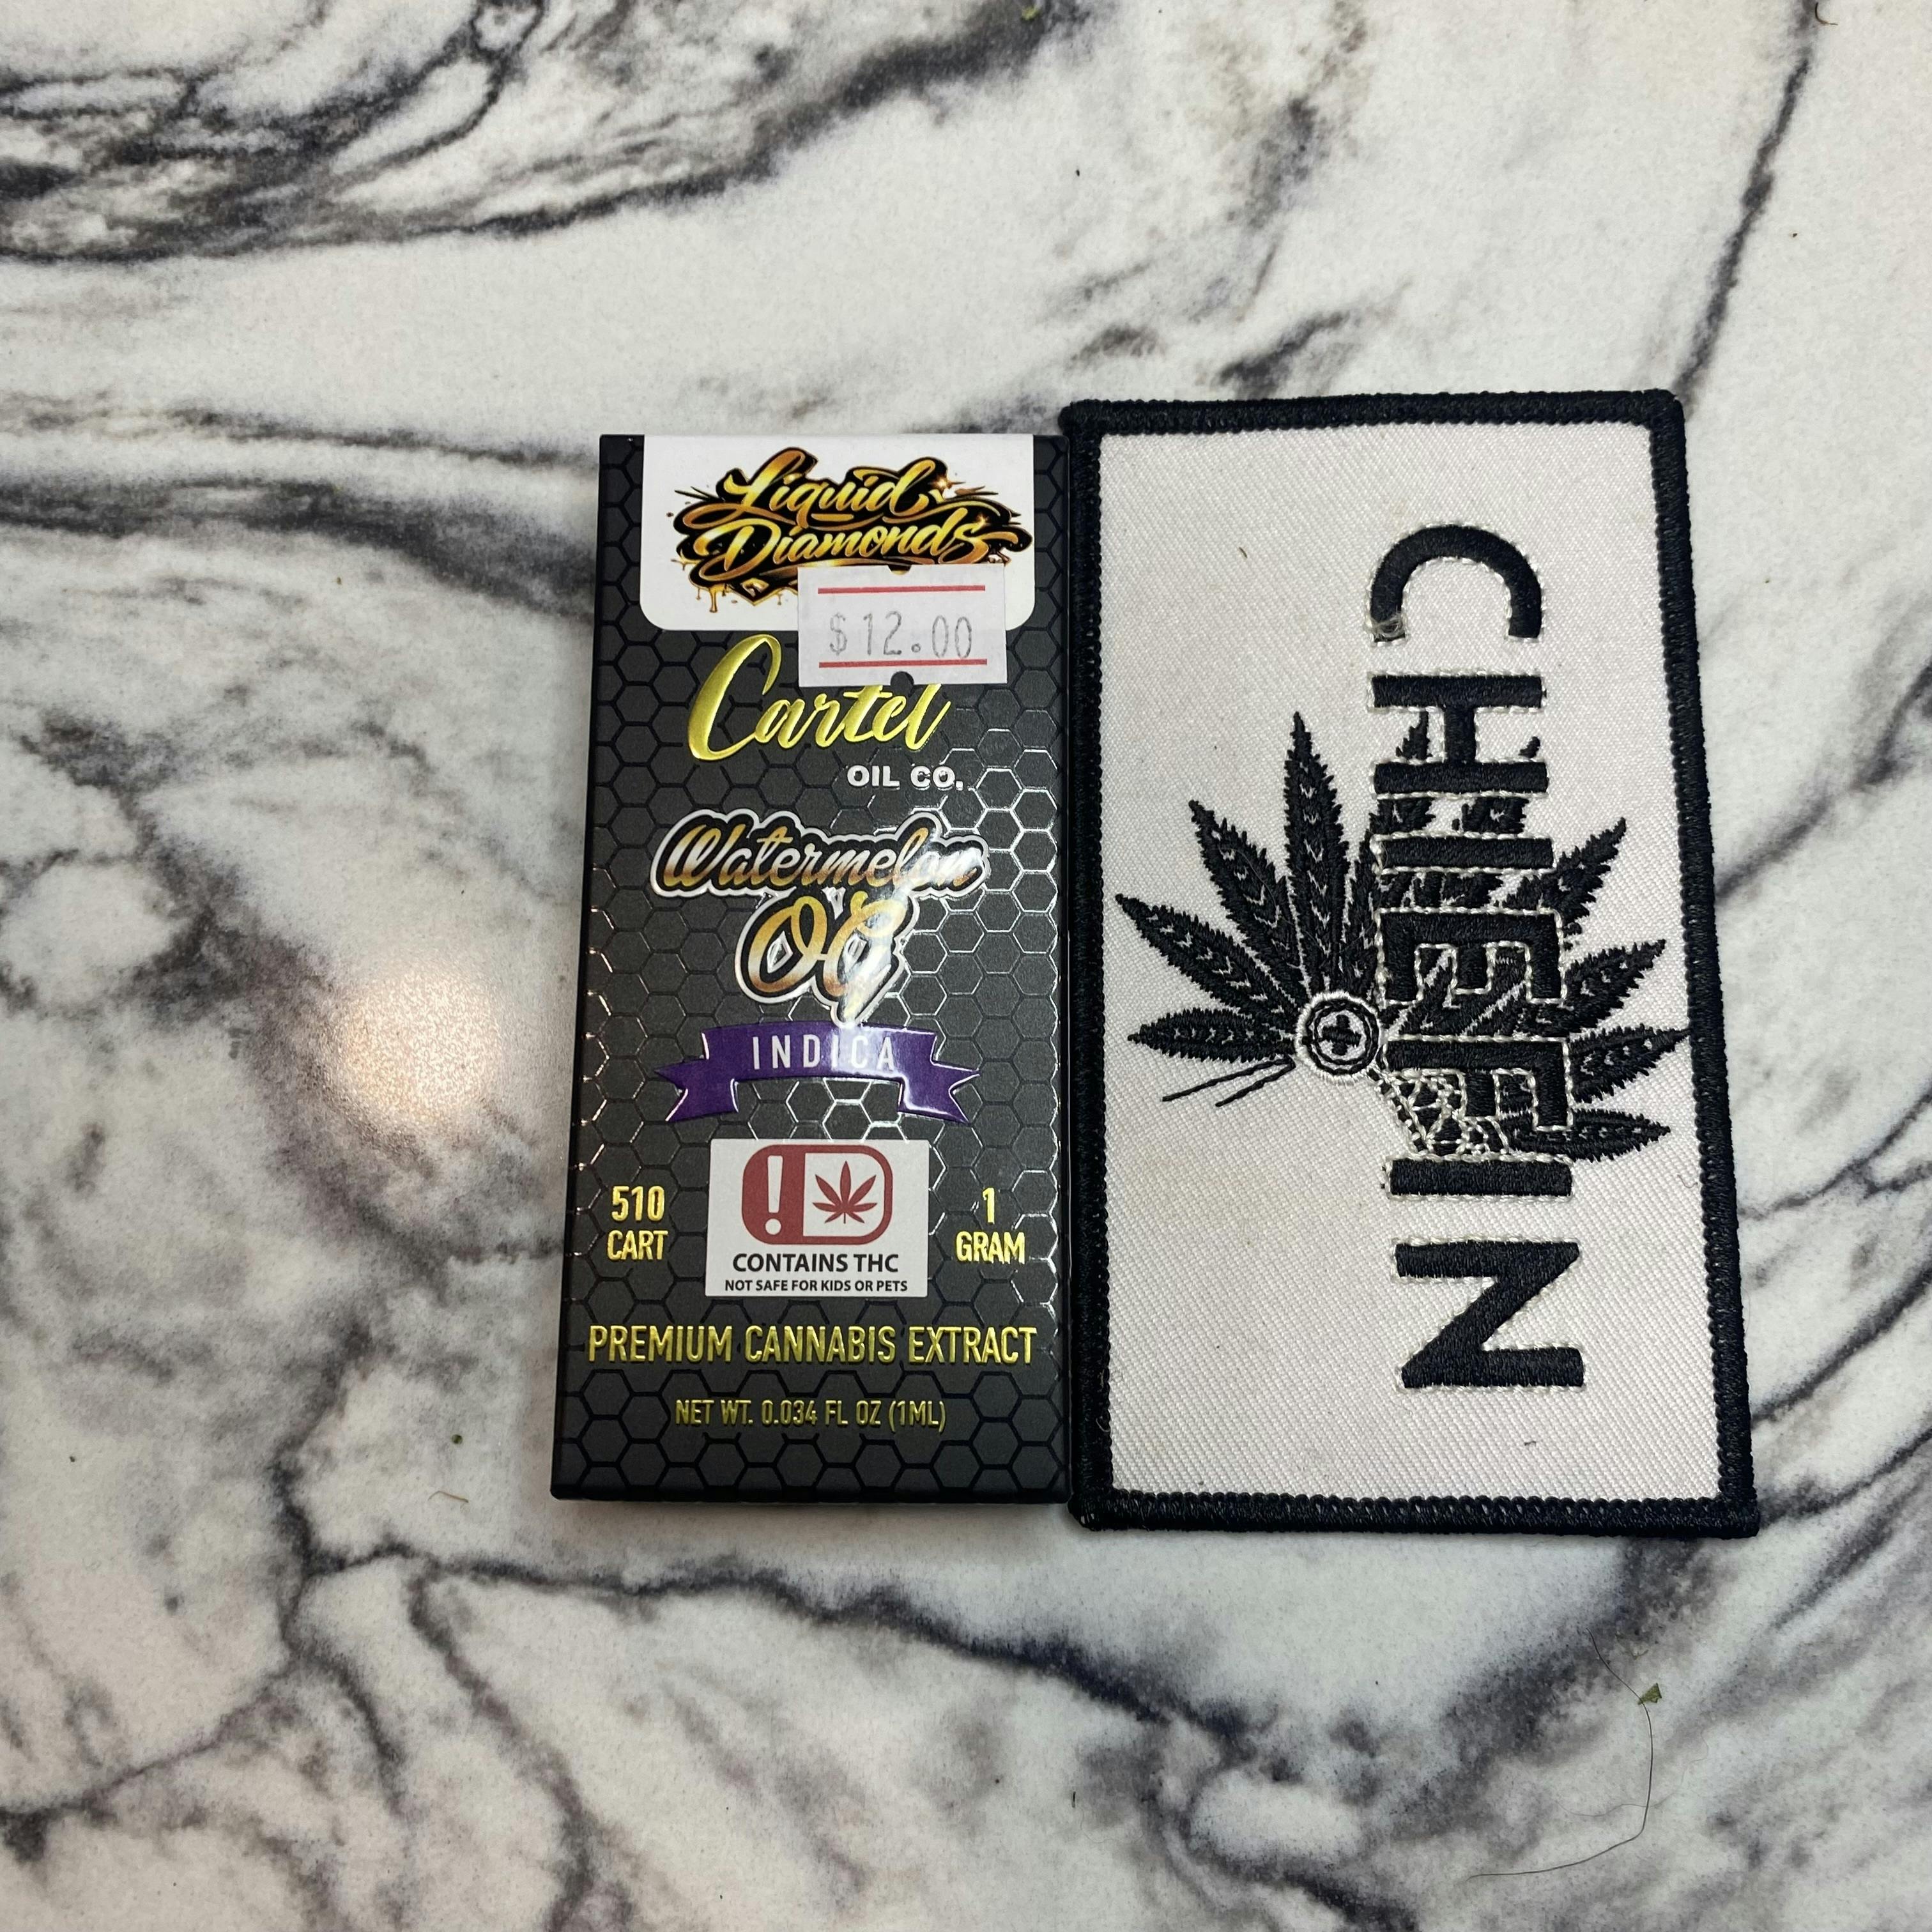 Liquid
Diamonds
$12.00
Cartel
OIL CO.
Watermelon
OG
INDICA
510
CART
1
GRAM
CONTAINS THC
NOT SAFE FOR KIDS OR PETS
PREMIUM CANNABIS EXTRACT
NET WT. 0.034 FL OZ (1ML)
CHIEFIN